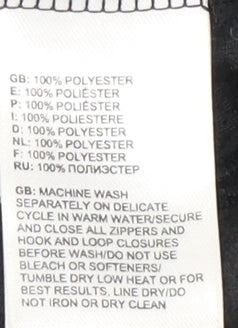 GB: 100% POLYESTER
E: 100% POLIÉSTER
P: 100% POLIÉSTER
I: 100% POLIESTERE
D: 100% POLYESTER
NL: 100% POLYESTER
F: 100% POLYESTER
RU: 100% ПОЛИЭСТЕР
GB: MACHINE WASH
SEPARATELY ON DELICATE
CYCLE IN WARM WATER/SECURE
AND CLOSE ALL ZIPPERS AND
HOOK AND LOOP CLOSURES
BEFORE WASH/DO NOT USE
BLEACH OR SOFTENERS/
TUMBLE DRY LOW HEAT OR FOR
BEST RESULTS, LINE DRY/DO
NOT IRON OR DRY CLEAN